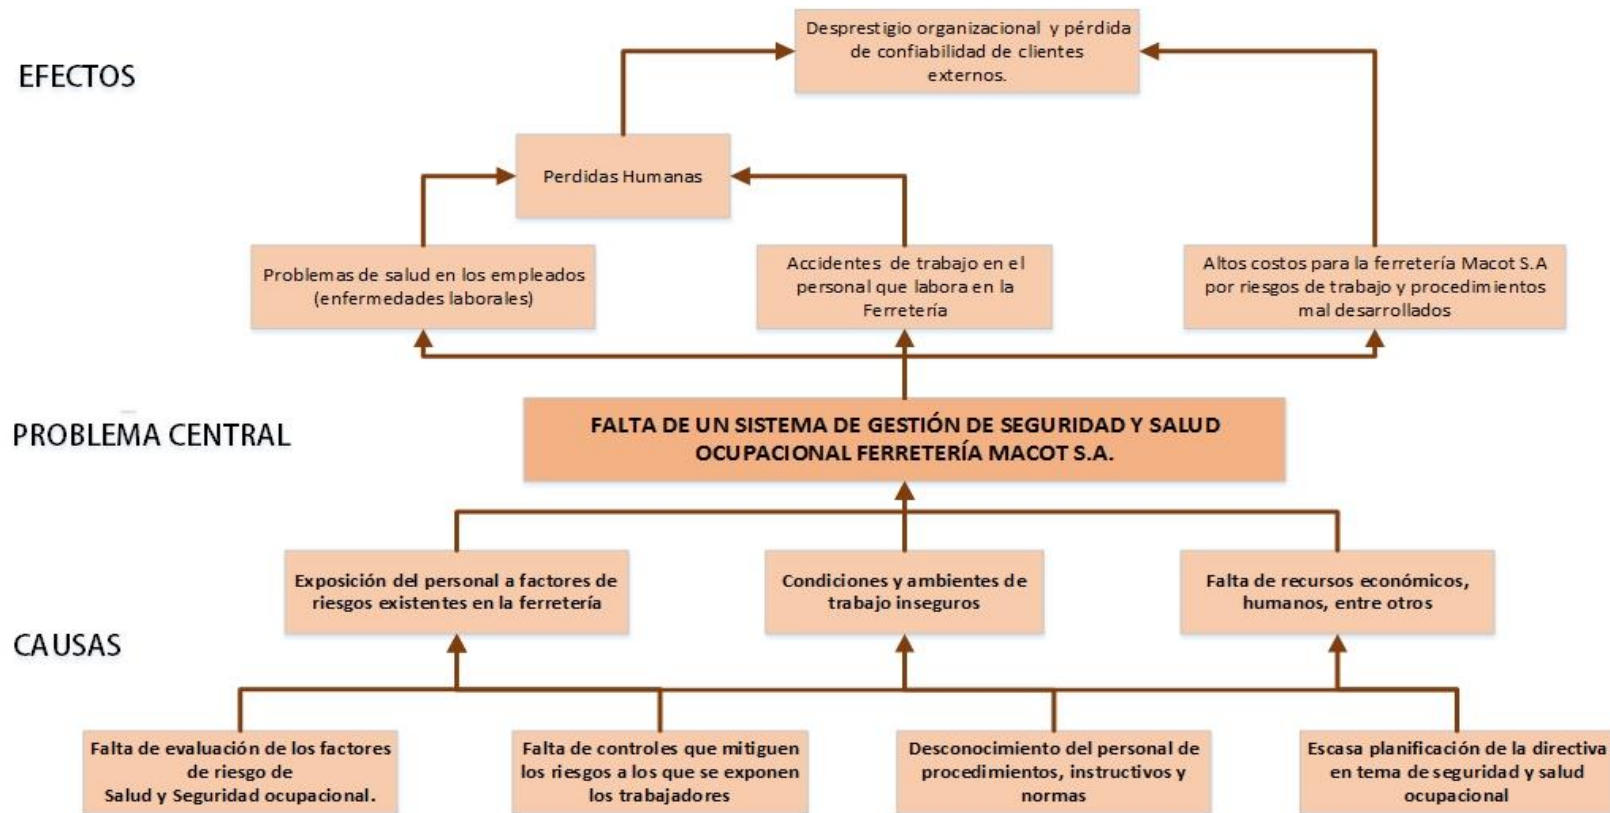 Desprestigio organizacional y pérdida
de confiabilidad de clientes
externos.
EFECTOS
Perdidas Humanas
Problemas de salud en los empleados
(enfermedades laborales)
Accidentes de trabajo en el
personal que labora en la
Ferretería
Altos costos para la ferretería Macot S.A
por riesgos de trabajo y procedimientos
mal desarrollados
PROBLEMA CENTRAL
FALTA DE UN SISTEMA DE GESTIÓN DE SEGURIDAD Y SALUD
OCUPACIONAL FERRETERÍA MACOT S.A.
Exposición del personal a factores de
riesgos existentes en la ferretería
Condiciones y ambientes de
trabajo inseguros
Falta de recursos económicos,
humanos, entre otros
CAUSAS
Falta de evaluación de los factores
de riesgo de
Salud y Seguridad ocupacional.
Falta de controles que mitiguen
los riesgos a los que se exponen
los trabajadores
Desconocimiento del personal de
procedimientos, instructivos y
normas
Escasa planificación de la directiva
en tema de seguridad y salud
ocupacional